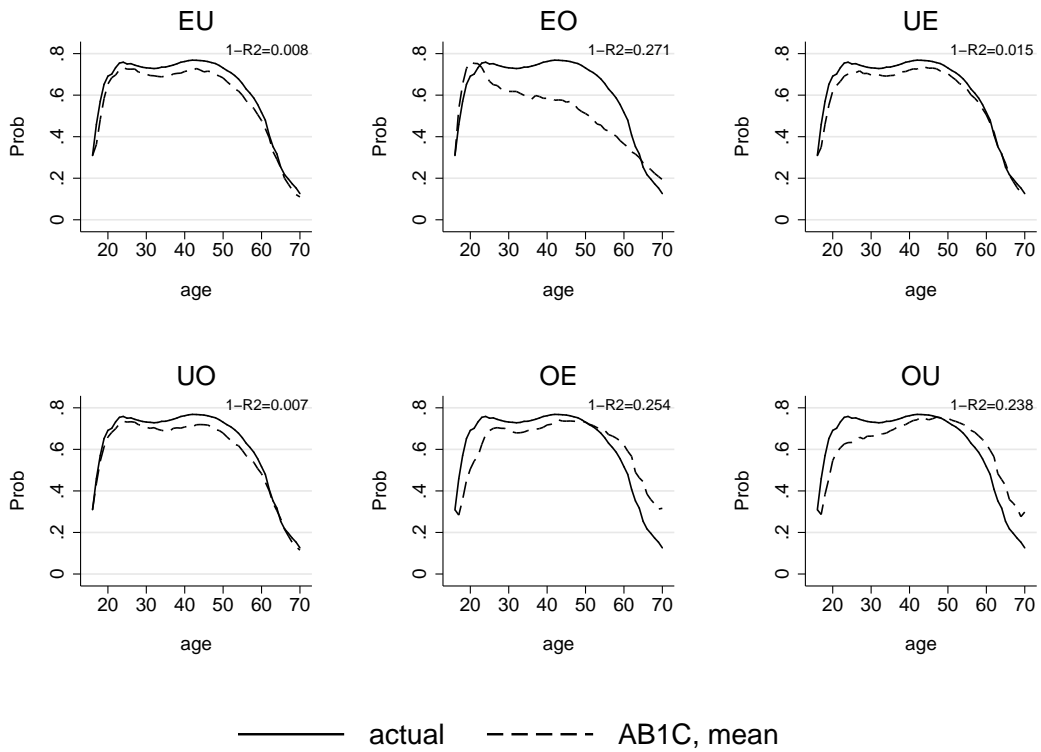 EU
1−R2=0.008
Prob
0 .2 .4 .6 .8
20 30 40 50 60 70
age
EO
1−R2=0.271
Prob
0 .2 .4 .6 .8
20 30 40 50 60 70
age
UE
1−R2=0.015
Prob
0 .2 .4 .6 .8
20 30 40 50 60 70
age
UO
1−R2=0.007
Prob
0 .2 .4 .6 .8
20 30 40 50 60 70
age
OE
1−R2=0.254
Prob
0 .2 .4 .6 .8
20 30 40 50 60 70
age
OU
1−R2=0.238
Prob
0 .2 .4 .6 .8
20 30 40 50 60 70
age
actual AB1C, mean